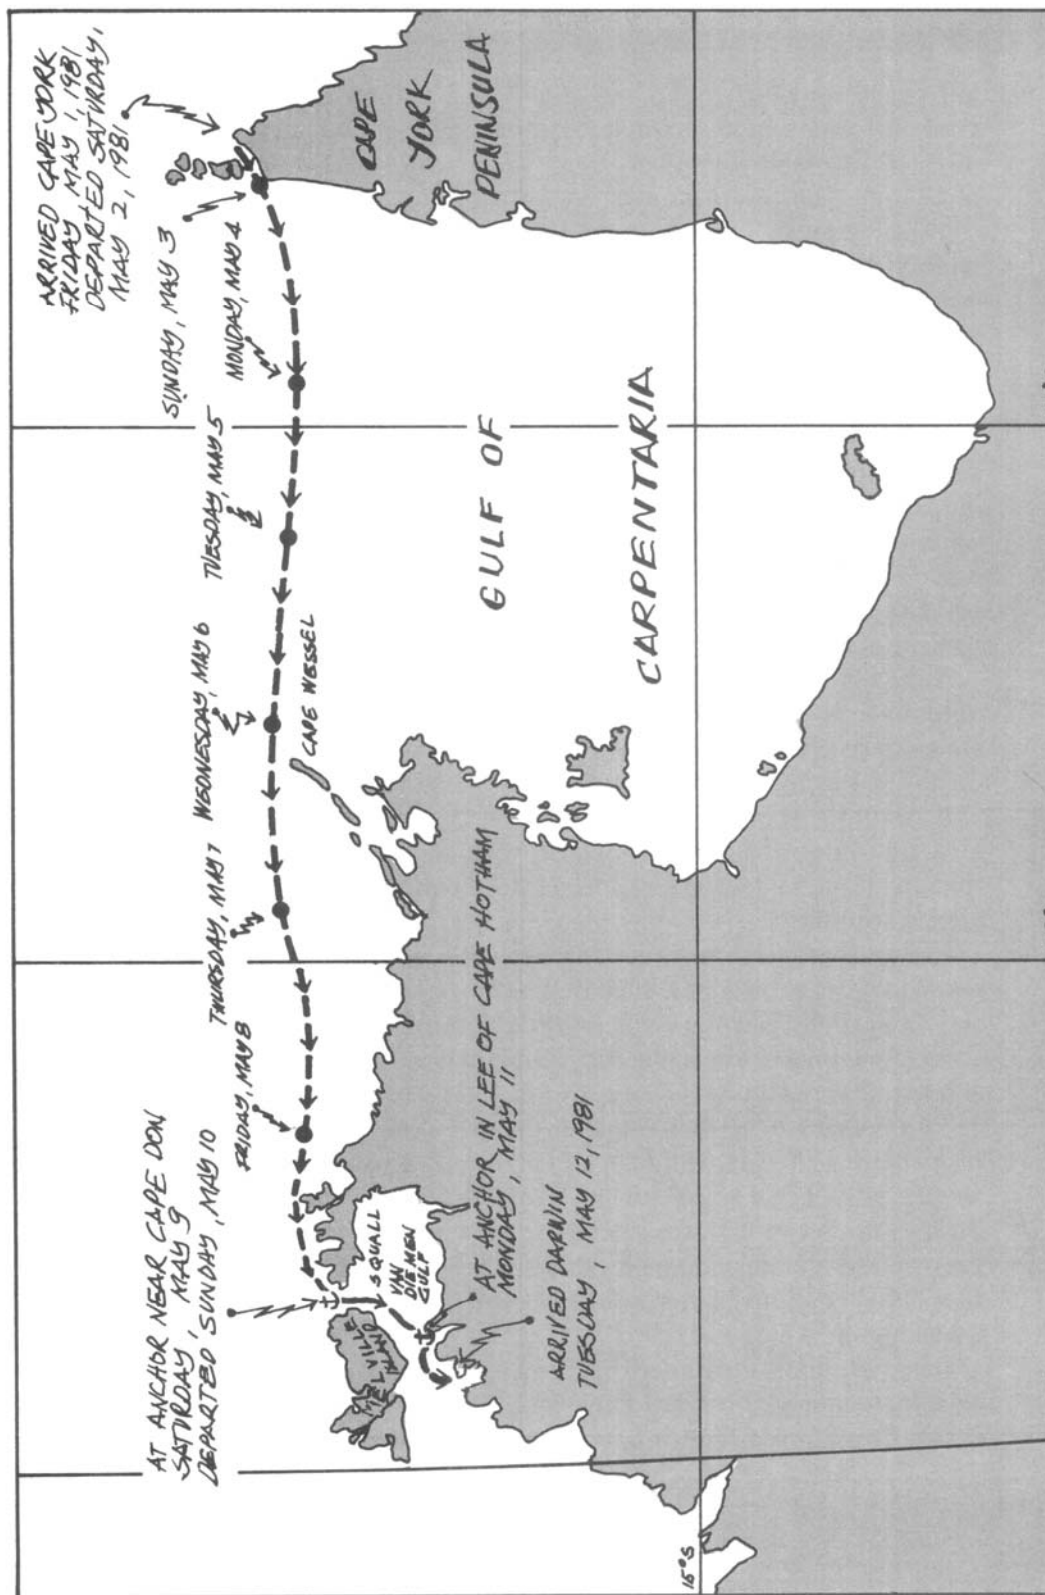 ARRIVED CAPE YORK
FRIDAY MAY 1, 1981
DEPARTED SATURDAY,
MAY 2, 1981
SUNDAY, MAY 3
MONDAY, MAY 4
TUESDAY, MAY 5
WEDNESDAY, MAY 6
THURSDAY, MAY 7
FRIDAY, MAY 8
AT ANCHOR NEAR CAPE DON
SATURDAY, MAY 9
DEPARTED SUNDAY, MAY 10
CAPE
YORK
PENINSULA
CAPE WESSEL
GULF OF
CARPENTARIA
SQUALL
VAN
DIEMEN
GULF
MELVILLE
ISLAND
AT ANCHOR IN LEE OF CAPE HOTHAM
MONDAY, MAY 11
ARRIVED DARWIN
TUESDAY, MAY 12, 1981
15°S